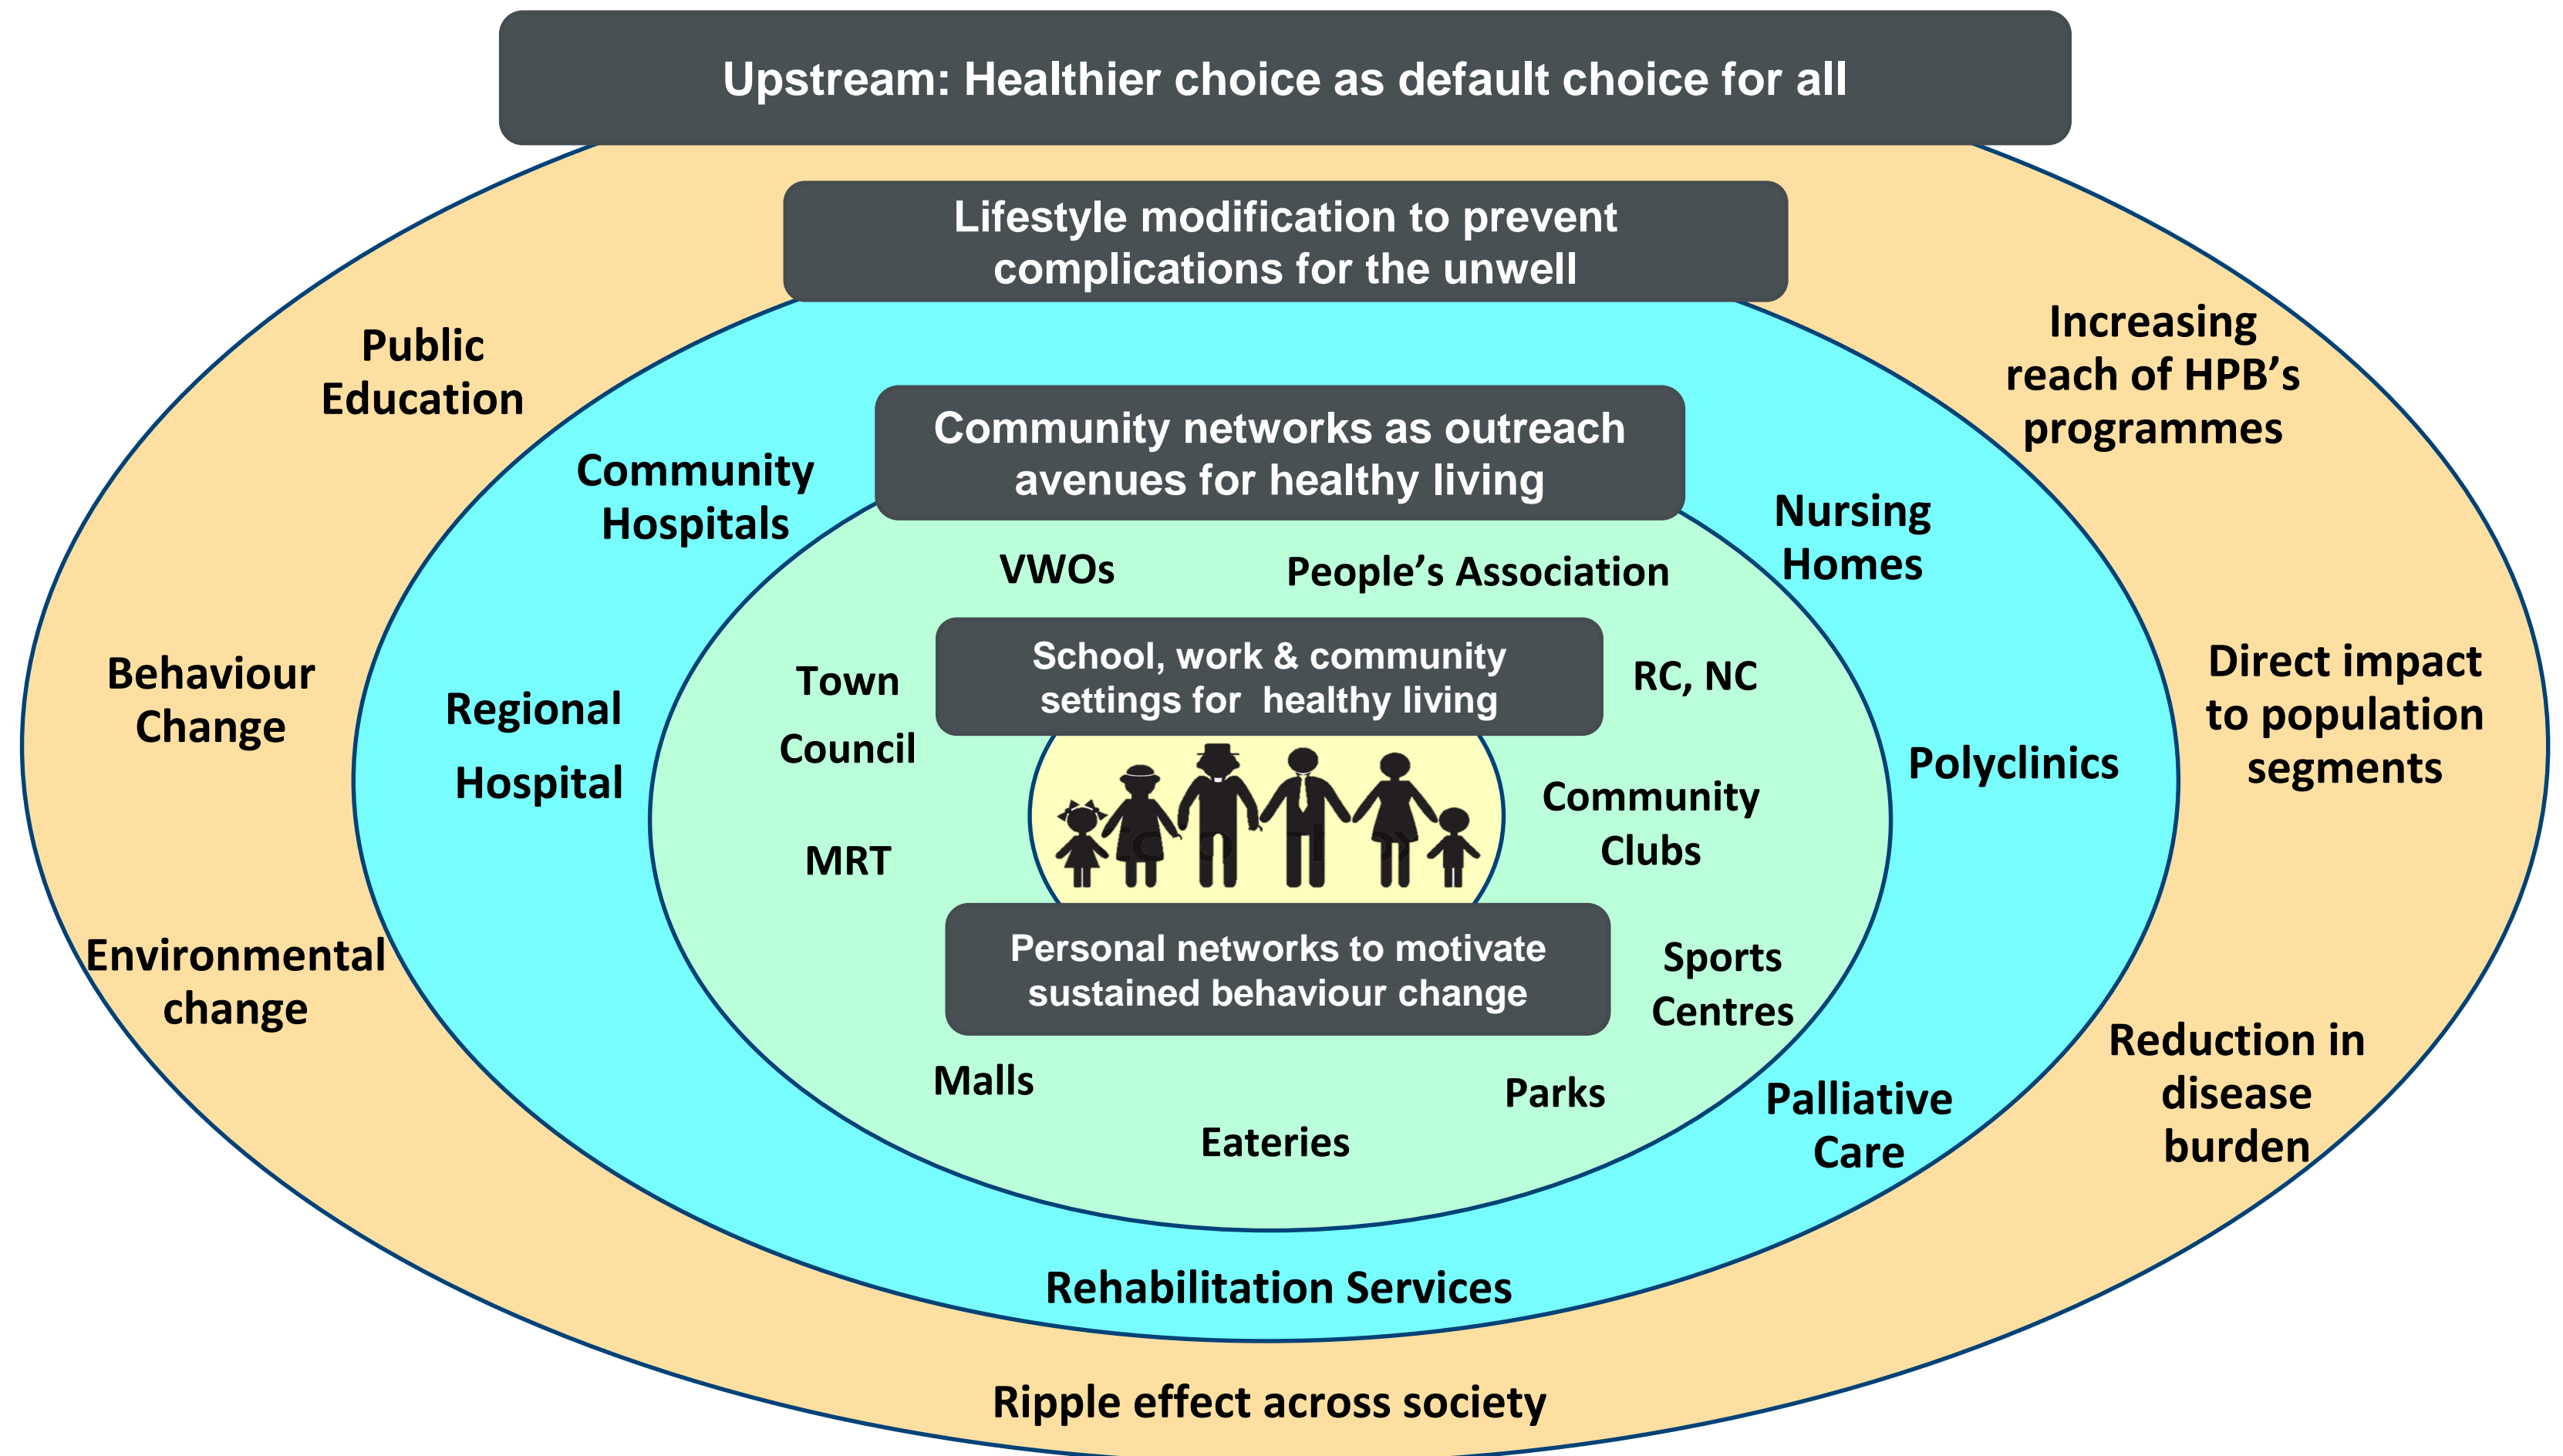 Upstream: Healthier choice as default choice for all
Lifestyle modification to prevent
complications for the unwell
Public
Education
Increasing
reach of HPB's
programmes
Community networks as outreach
avenues for healthy living
Community
Hospitals
Nursing
Homes
VWOs
People's Association
School, work & community
settings for  healthy living
Behaviour
Change
Regional
Hospital
Town
Council
RC, NC
Direct impact
to population
segments
Polyclinics
Community
Clubs
MRT
Environmental
change
Personal networks to motivate
sustained behaviour change
Sports
Centres
Reduction in
disease
burden
Malls
Parks
Palliative
Care
Eateries
Rehabilitation Services
Ripple effect across society